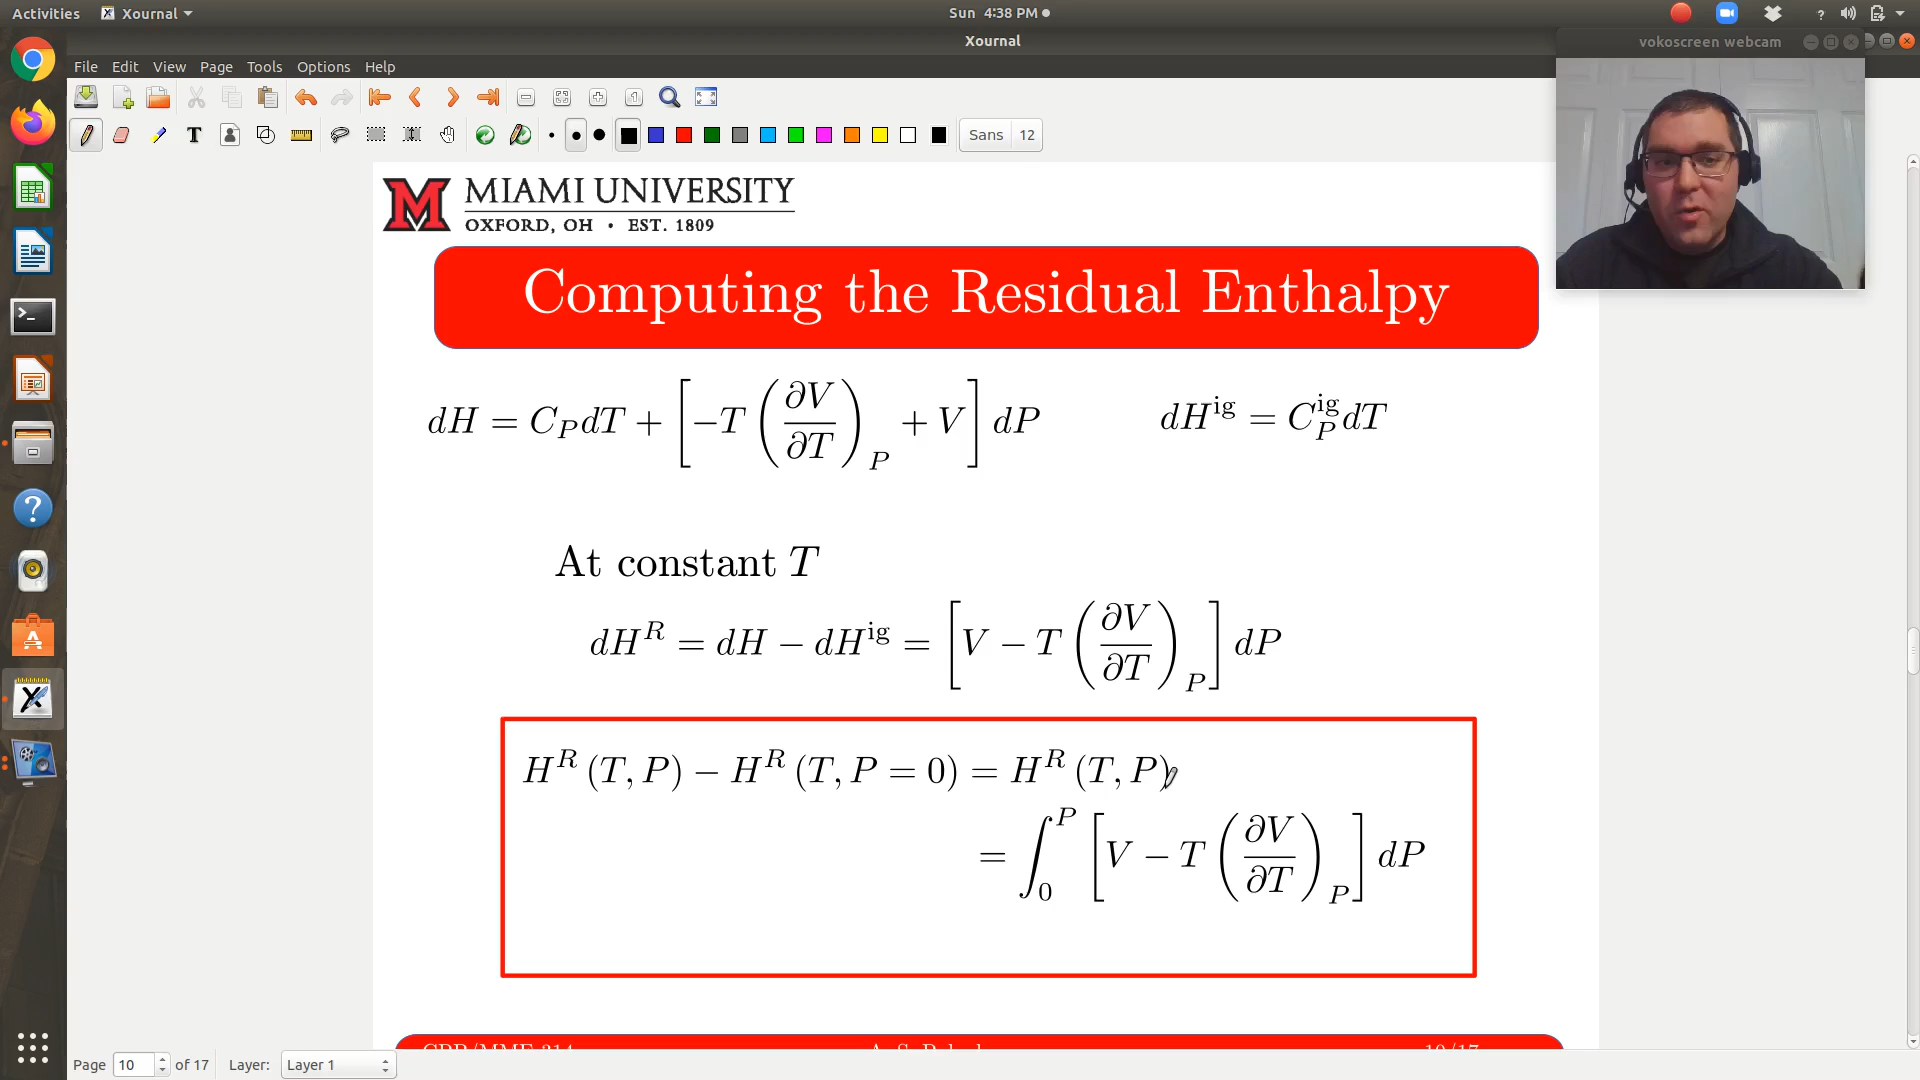 Activities Xournal Sun 4:38 PM ?
Xournal
vokoscreen webcam
File Edit View Page Tools Options Help
T Sans 12
M MIAMI UNIVERSITY
OXFORD, OH • EST. 1809
Computing the Residual Enthalpy
dH = C_P dT + [−T (∂V/∂T)_P + V] dP dH^ig = C_P^ig dT
At constant T
dH^R = dH − dH^ig = [V − T (∂V/∂T)_P] dP
H^R (T, P) − H^R (T, P = 0) = H^R (T, P)
= ∫_0^P [V − T (∂V/∂T)_P] dP
10/17
Page 10 of 17 Layer: Layer 1